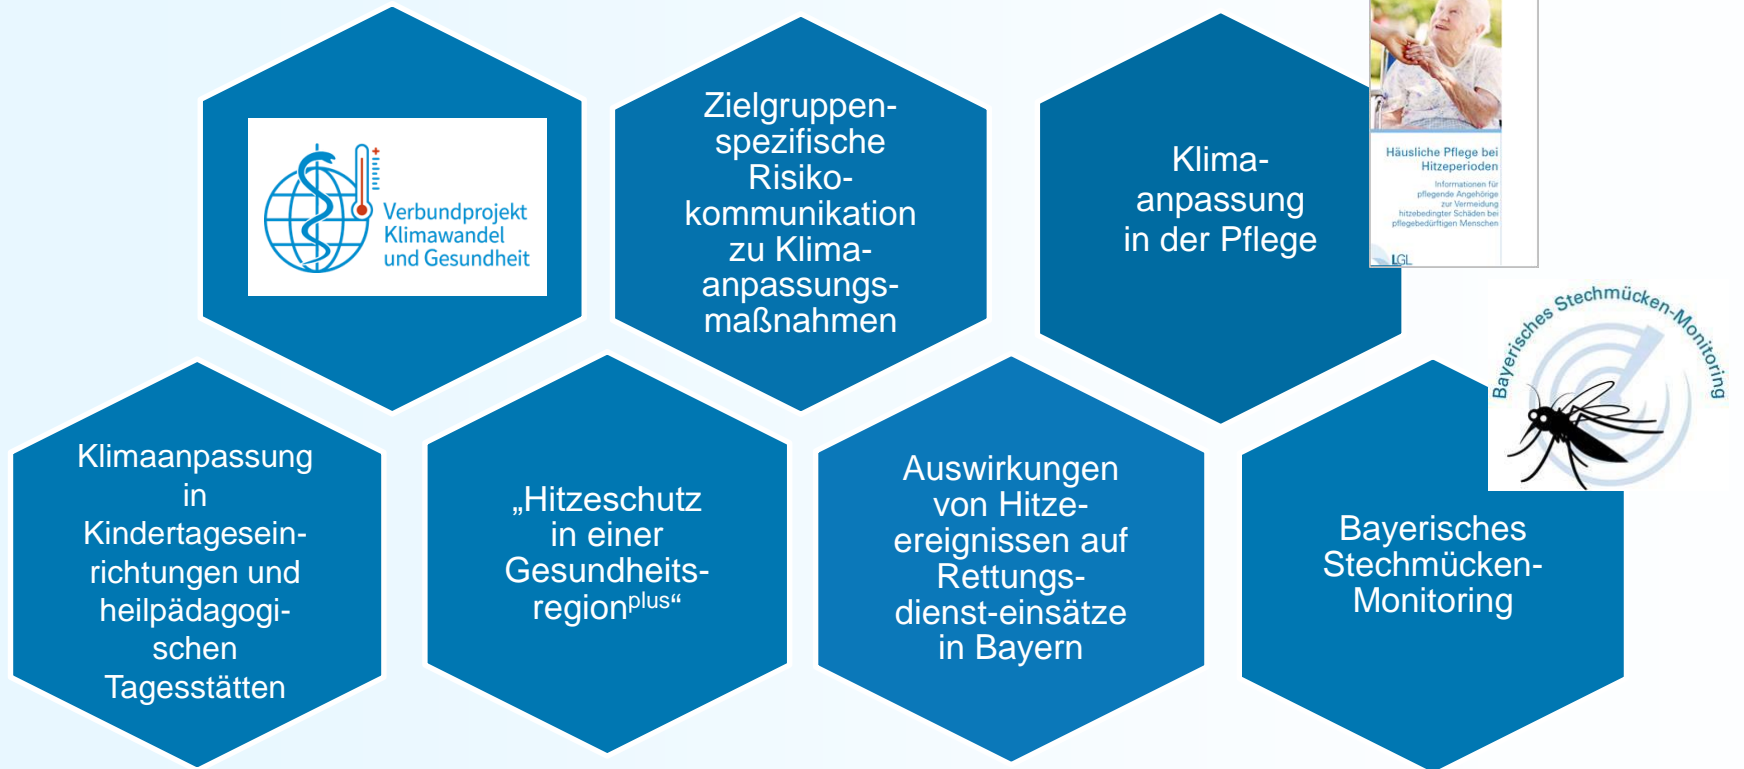 Verbundprojekt
Klimawandel
und Gesundheit
Zielgruppen-
spezifische
Risiko-
kommunikation
zu Klima-
anpassungs-
maßnahmen
Klima-
anpassung
in der Pflege
Häusliche Pflege bei
Hitzeperioden
Informationen für
pflegende Angehörige
zur Vermeidung
hitzebedingter Schäden bei
pflegebedürftigen Menschen
LGL
Bayerisches Stechmücken-Monitoring
Klimaanpassung
in
Kindertagesein-
richtungen und
heilpädagogi-
schen
Tagesstätten
„Hitzeschutz
in einer
Gesundheits-
regionplus“
Auswirkungen
von Hitze-
ereignissen auf
Rettungs-
dienst-einsätze
in Bayern
Bayerisches
Stechmücken-
Monitoring